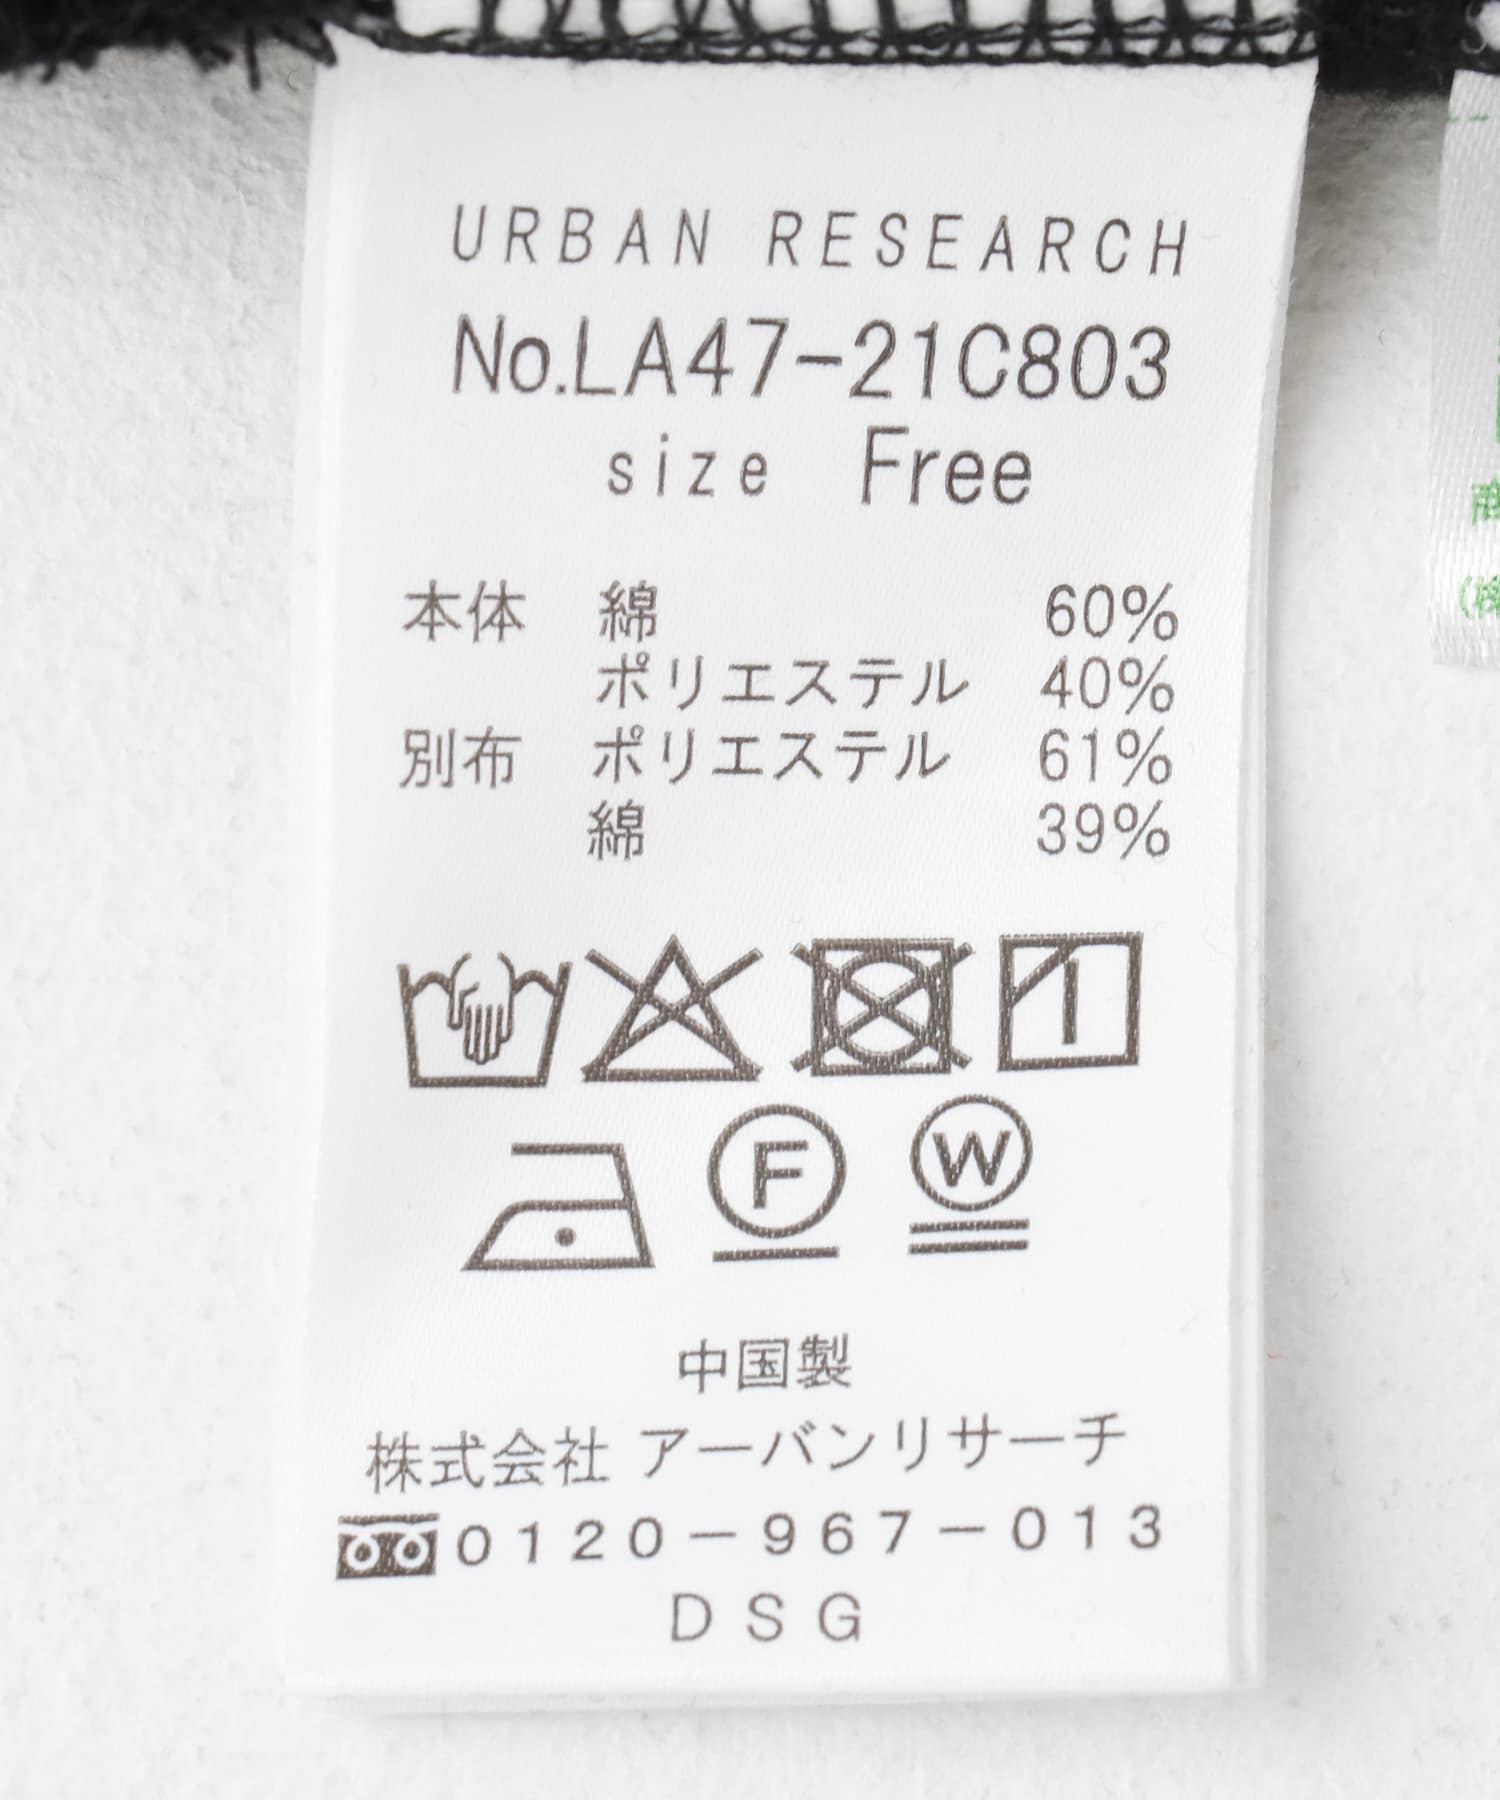 URBAN RESEARCH
No.LA47-21C803
size Free
本体 綿 60%
ポリエステル 40%
別布 ポリエステル 61%
綿 39%
F W
中国製
株式会社 アーバンリサーチ
0120-967-013
DSG